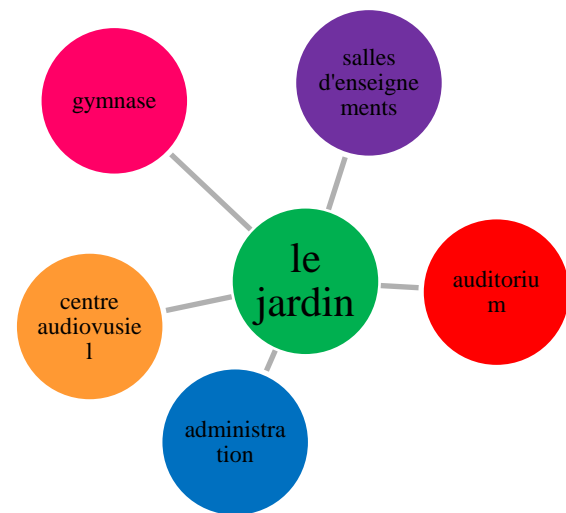 gymnase
salles
d'enseigne
ments
le
jardin
auditoriu
m
centre
audiovusie
l
administra
tion